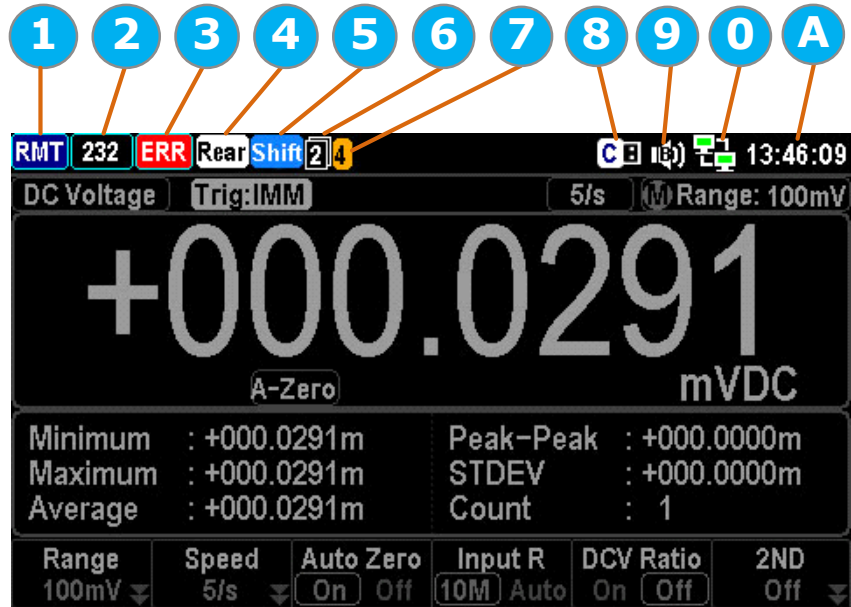 1 2 3 4 5 6 7 8 9 0 A
RMT 232 ERR Rear Shift 2 4 C 13:46:09
DC Voltage Trig:IMM 5/s M Range: 100mV
+000.0291
A-Zero mVDC
Minimum : +000.0291m Peak-Peak : +000.0000m
Maximum : +000.0291m STDEV : +000.0000m
Average : +000.0291m Count : 1
Range Speed Auto Zero Input R DCV Ratio 2ND
100mV 5/s On Off 10M Auto On Off Off